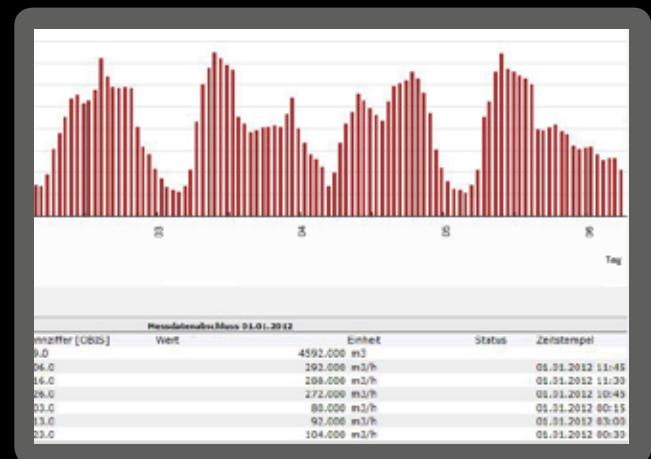 03 04 05 06
Tag
Messdatenabschluss 01.01.2012
ennziffer [OBIS] Wert Einheit Status Zeitstempel
9.0 4592.000 m3
06.0 292.000 m3/h 01.01.2012 11:45
16.0 288.000 m3/h 01.01.2012 11:30
26.0 272.000 m3/h 01.01.2012 10:45
03.0 80.000 m3/h 01.01.2012 00:15
13.0 92.000 m3/h 01.01.2012 03:00
23.0 104.000 m3/h 01.01.2012 00:30